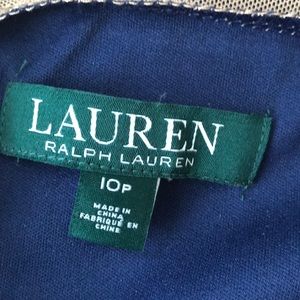 LAUREN
RALPH LAUREN
10P
MADE IN
CHINA
FABRIQUÉ EN
CHINE